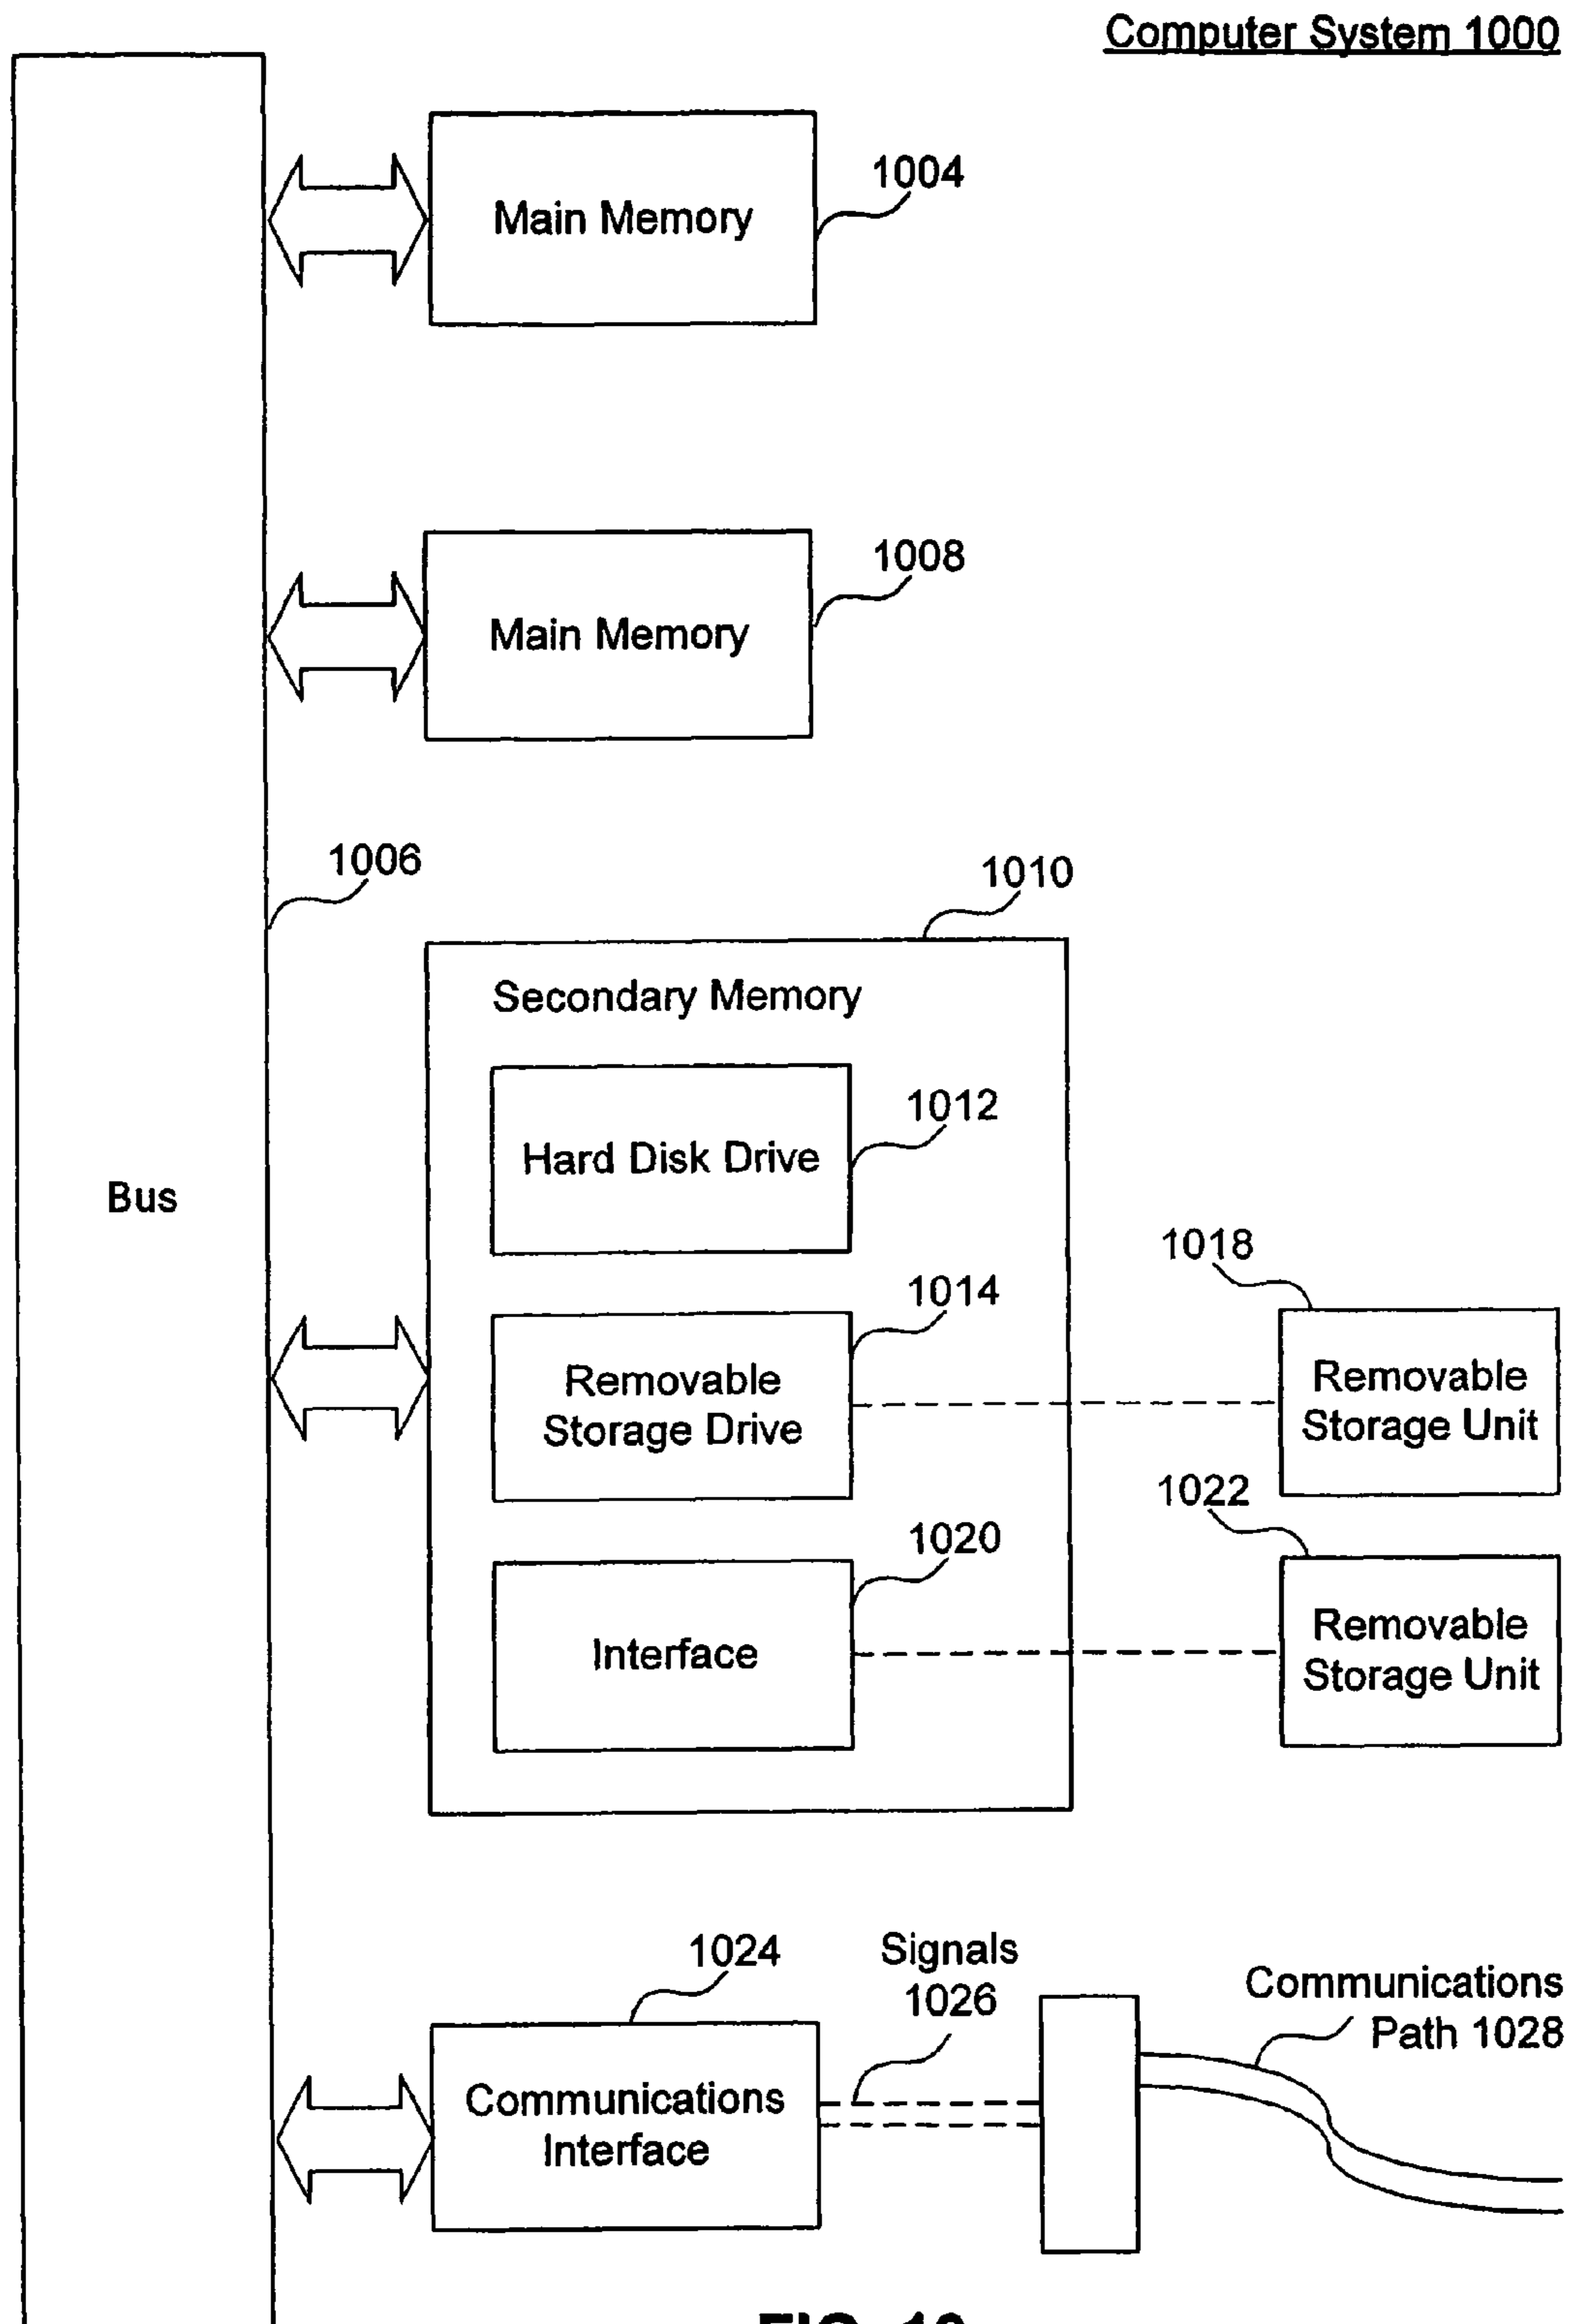 Computer System 1000
1004
Main Memory
1008
Main Memory
1006
1010
Secondary Memory
1012
Hard Disk Drive
Bus
1018
1014
Removable
Storage Drive
Removable
Storage Unit
1022
1020
Interface
Removable
Storage Unit
1024
Signals
1026
Communications
Path 1028
Communications
Interface